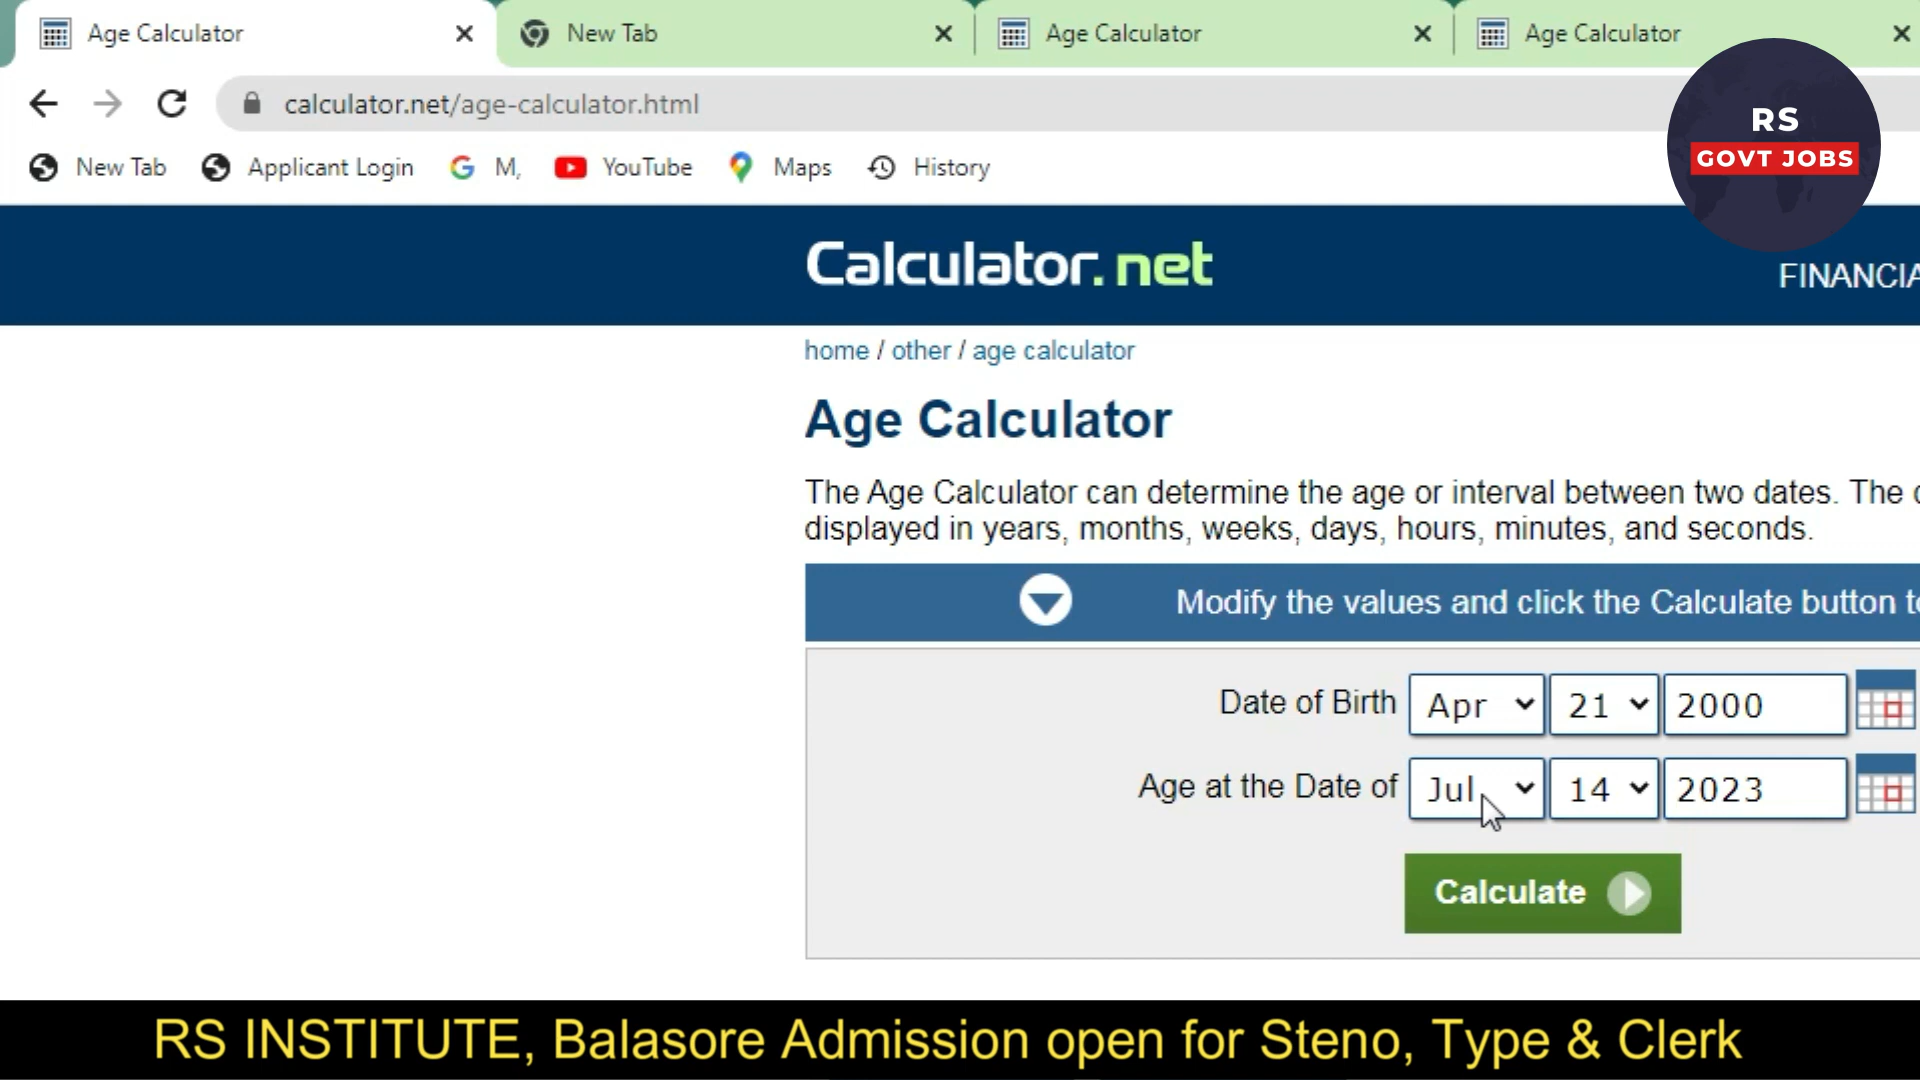 Age Calculator
New Tab
Age Calculator
Age Calculator
calculator.net/age-calculator.html
New Tab
Applicant Login
M,
YouTube
Maps
History
RS
GOVT JOBS
Calculator.net
FINANCIA
home / other / age calculator
Age Calculator
The Age Calculator can determine the age or interval between two dates. The
displayed in years, months, weeks, days, hours, minutes, and seconds.
Modify the values and click the Calculate button to
Date of Birth Apr 21 2000
Age at the Date of Jul 14 2023
Calculate
RS INSTITUTE, Balasore Admission open for Steno, Type & Clerk